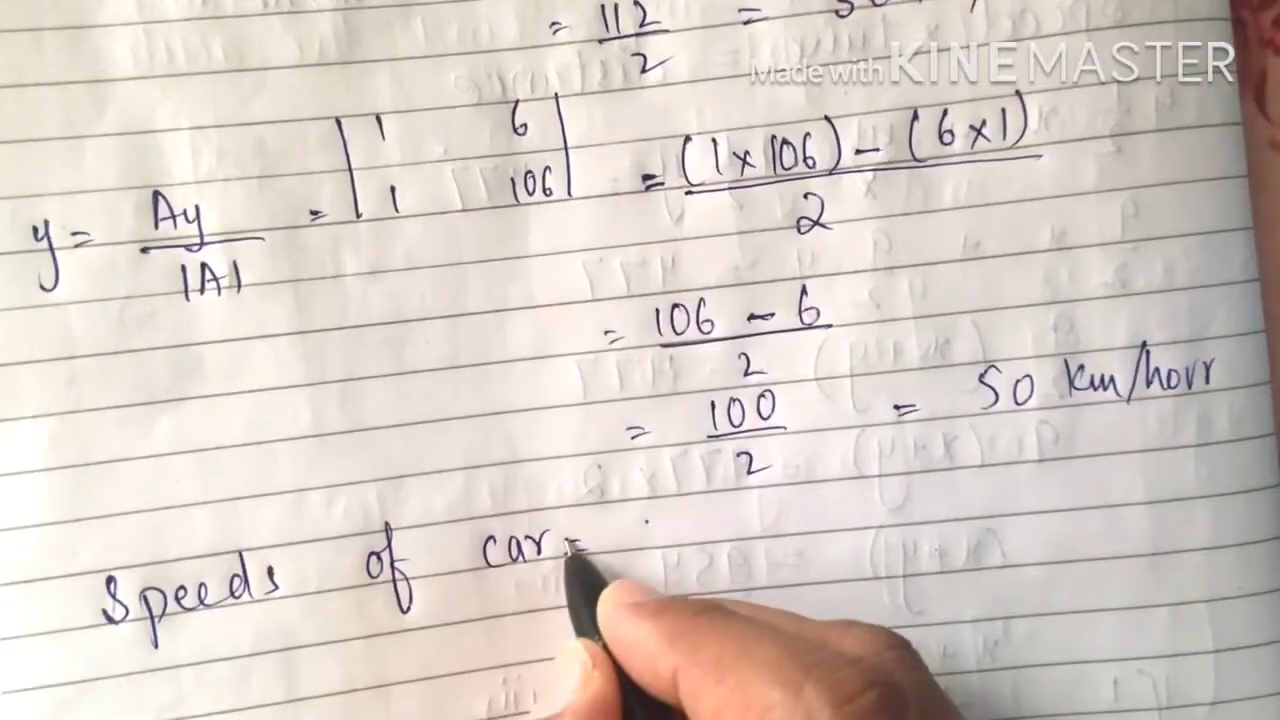 = 112/2 =
Made with KINEMASTER
y = Ay/|A| = |1 6; 1 106| = (1×106) - (6×1)/2
= 106 - 6/2
= 100/2 = 50 km/hour
Speeds of car =